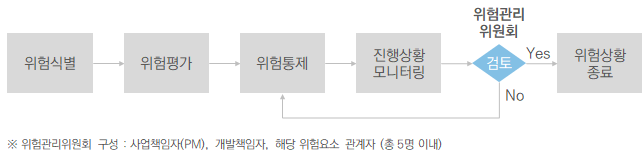 위험식별
위험평가
위험통제
진행상황
모니터링
위험관리
위원회
검토
Yes
No
위험상황
종료
※ 위험관리위원회 구성 : 사업책임자(PM), 개발책임자, 해당 위험요소 관계자 (총 5명 이내)